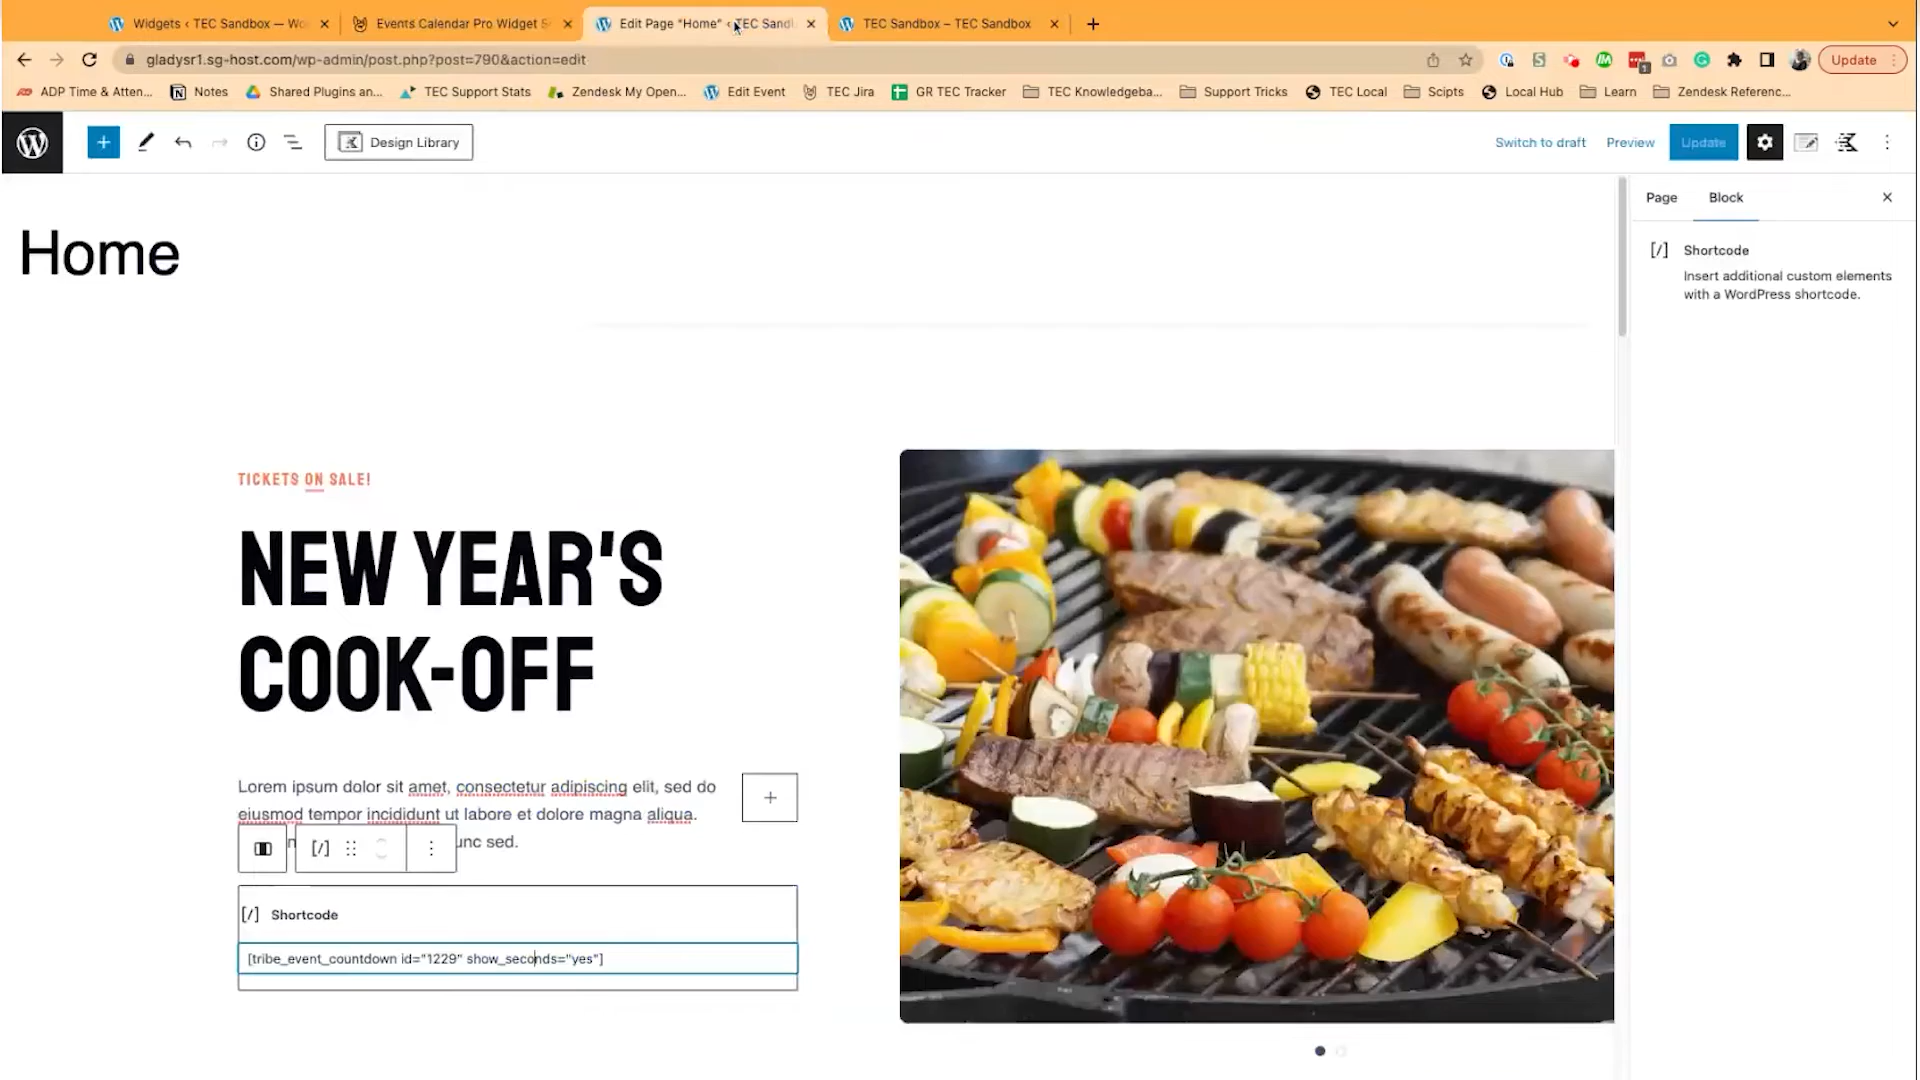 Widgets ‹ TEC Sandbox — Wo
Events Calendar Pro Widget S
Edit Page "Home" ‹ TEC Sand
TEC Sandbox – TEC Sandbox
gladysr1.sg-host.com/wp-admin/post.php?post=790&action=edit
Update
ADP Time & Atten...
Notes
Shared Plugins an...
TEC Support Stats
Zendesk My Open...
Edit Event
TEC Jira
GR TEC Tracker
TEC Knowledgeba...
Support Tricks
TEC Local
Scipts
Local Hub
Learn
Zendesk Referenc...
Design Library
Switch to draft
Preview
Update
Page
Block
Home
[/] Shortcode
Insert additional custom elements
with a WordPress shortcode.
TICKETS ON SALE!
NEW YEAR'S
COOK-OFF
Lorem ipsum dolor sit amet, consectetur adipiscing elit, sed do
eiusmod tempor incididunt ut labore et dolore magna aliqua.
unc sed.
[/]
[/] Shortcode
[tribe_event_countdown id="1229" show_seconds="yes"]